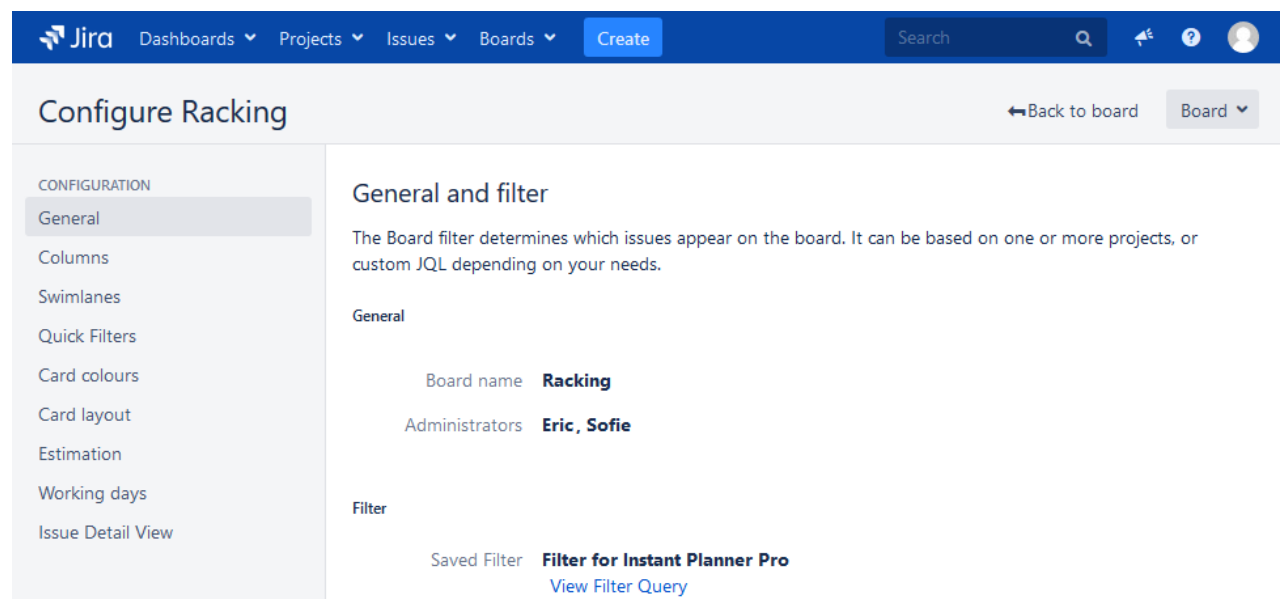 Jira Dashboards Projects Issues Boards Create Search
Configure Racking
Back to board Board
CONFIGURATION
General
Columns
Swimlanes
Quick Filters
Card colours
Card layout
Estimation
Working days
Issue Detail View
General and filter
The Board filter determines which issues appear on the board. It can be based on one or more projects, or
custom JQL depending on your needs.
General
Board name Racking
Administrators Eric, Sofie
Filter
Saved Filter Filter for Instant Planner Pro
View Filter Query